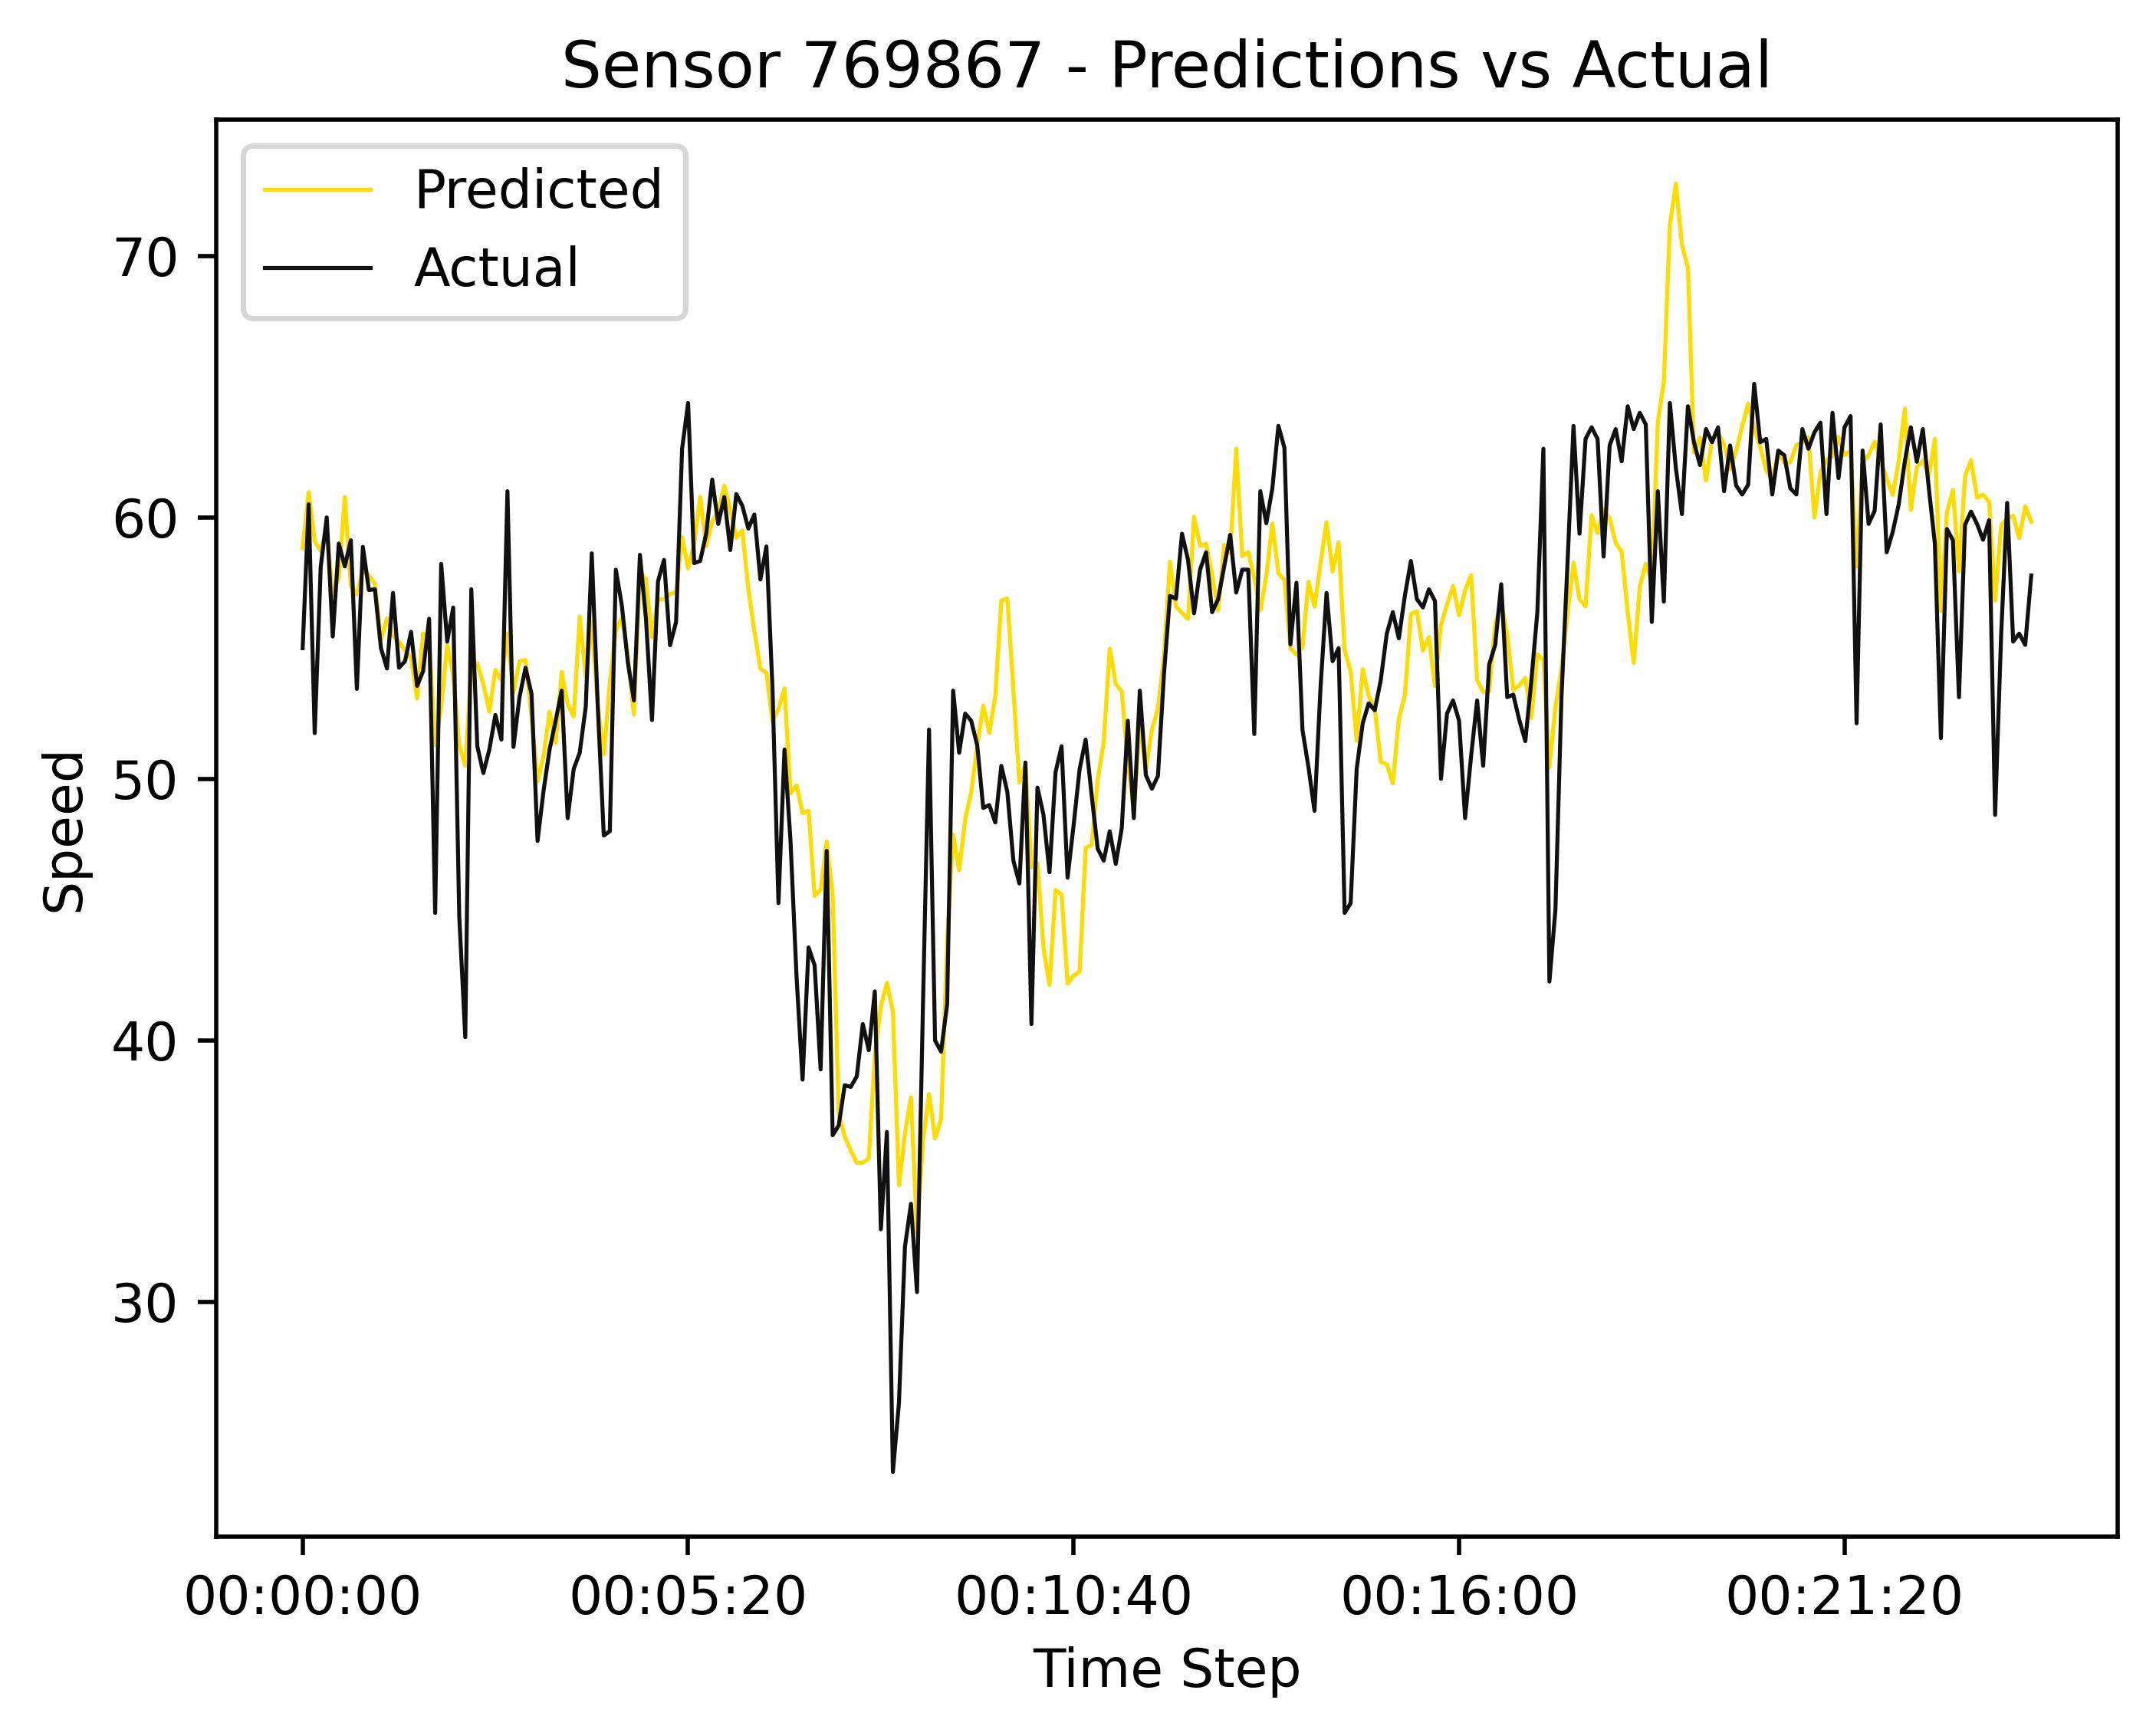 Sensor 769867 - Predictions vs Actual
Predicted
Actual
70
60
50
40
30
Speed
00:00:00 00:05:20 00:10:40 00:16:00 00:21:20
Time Step